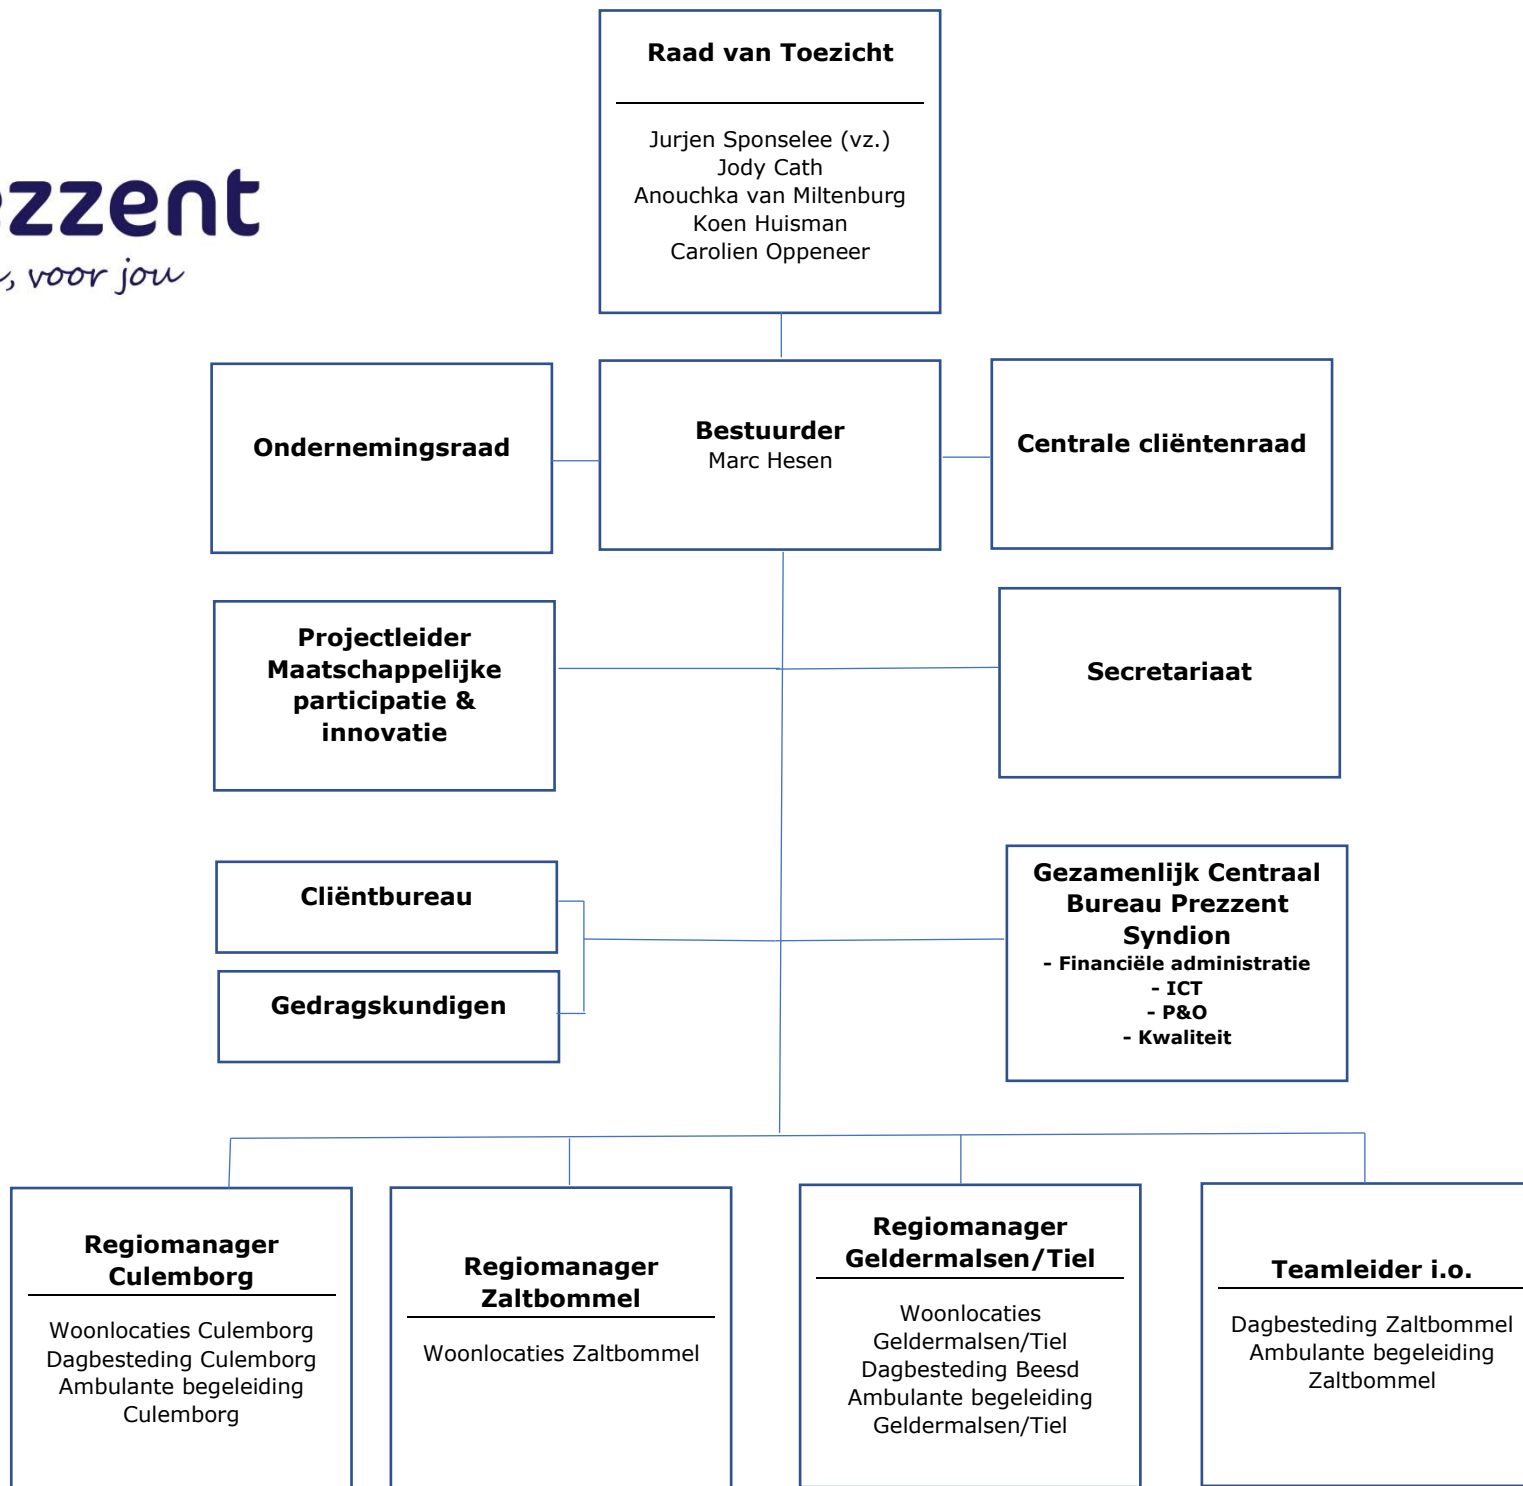 Raad van Toezicht
Jurjen Sponselee (vz.)
Jody Cath
Anouchka van Miltenburg
Koen Huisman
Carolien Oppeneer
ezzent
, voor jou
Ondernemingsraad
Bestuurder
Marc Hesen
Centrale cliëntenraad
Projectleider
Maatschappelijke
participatie &
innovatie
Secretariaat
Cliëntbureau
Gedragskundigen
Gezamenlijk Centraal
Bureau Prezzent
Syndion
- Financiële administratie
- ICT
- P&O
- Kwaliteit
Regiomanager
Culemborg
Woonlocaties Culemborg
Dagbesteding Culemborg
Ambulante begeleiding
Culemborg
Regiomanager
Zaltbommel
Woonlocaties Zaltbommel
Regiomanager
Geldermalsen/Tiel
Woonlocaties
Geldermalsen/Tiel
Dagbesteding Beesd
Ambulante begeleiding
Geldermalsen/Tiel
Teamleider i.o.
Dagbesteding Zaltbommel
Ambulante begeleiding
Zaltbommel